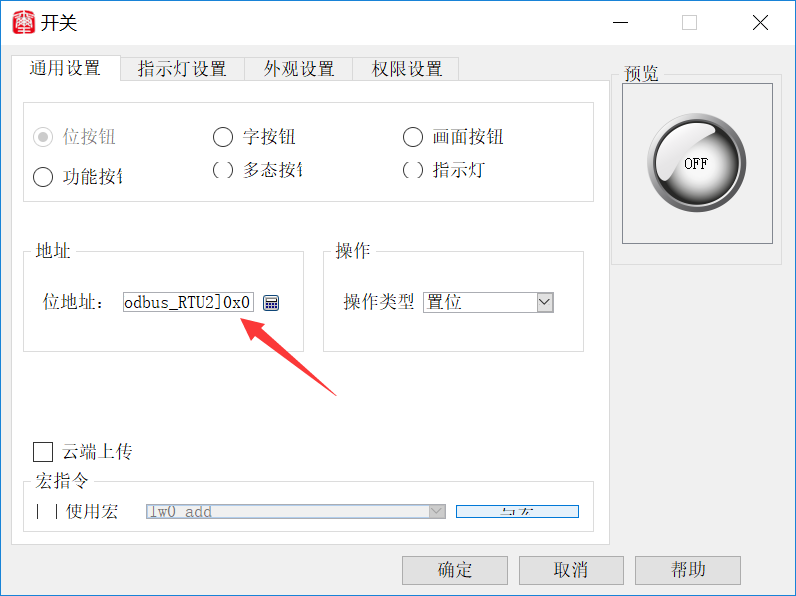 开关
通用设置 指示灯设置 外观设置 权限设置
预览
位按钮 字按钮 画面按钮
功能按 多态按 指示灯
OFF
地址 操作
位地址： odbus_RTU2]0x0 操作类型 置位
云端上传
宏指令
使用宏 lw0 add
确定 取消 帮助